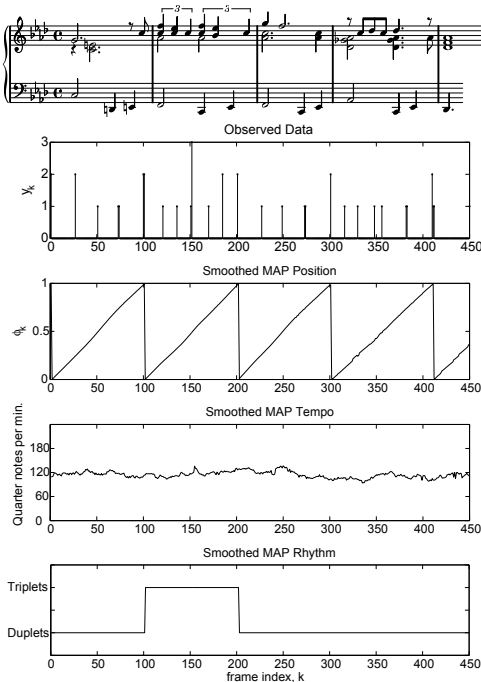 3 3
Observed Data
y_k
3
2
1
0
0 50 100 150 200 250 300 350 400 450
Smoothed MAP Position
ϕ_k
1
0.5
0
0 50 100 150 200 250 300 350 400 450
Smoothed MAP Tempo
Quarter notes per min.
180
120
60
0
0 50 100 150 200 250 300 350 400 450
Smoothed MAP Rhythm
Triplets
Duplets
0 50 100 150 200 250 300 350 400 450
frame index, k